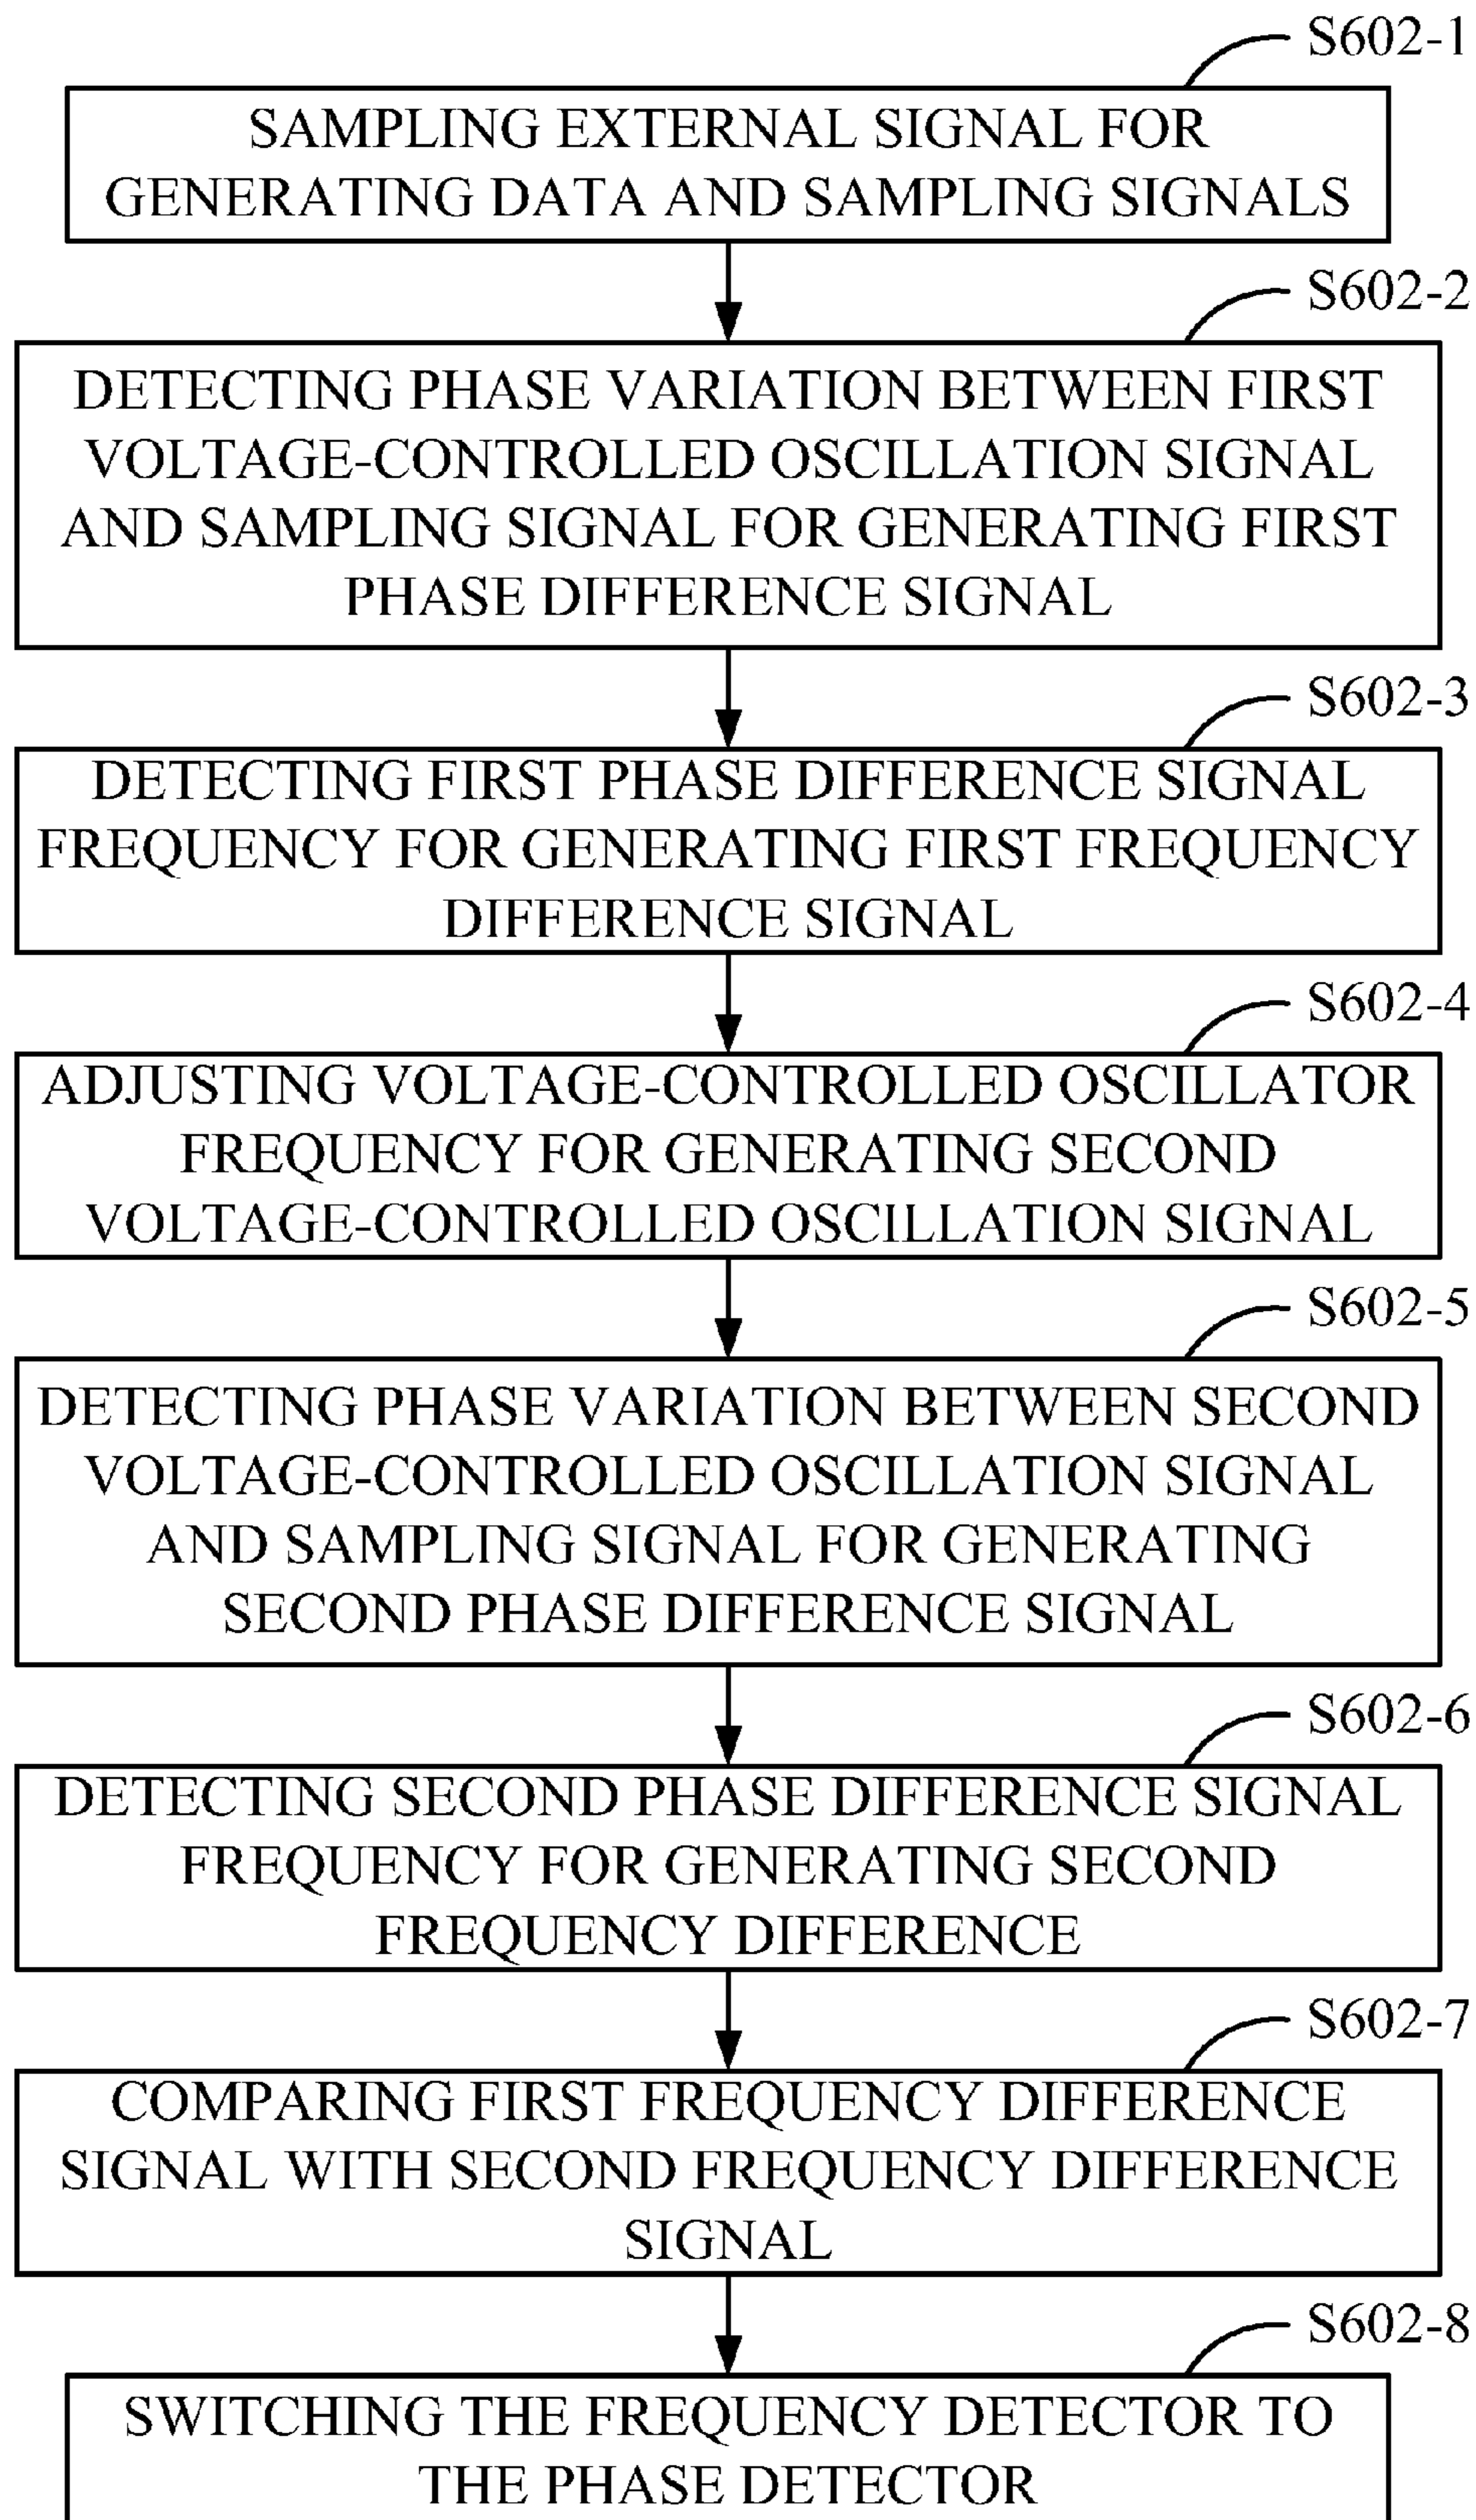 S602-1
SAMPLING EXTERNAL SIGNAL FOR
GENERATING DATA AND SAMPLING SIGNALS
S602-2
DETECTING PHASE VARIATION BETWEEN FIRST
VOLTAGE-CONTROLLED OSCILLATION SIGNAL
AND SAMPLING SIGNAL FOR GENERATING FIRST
PHASE DIFFERENCE SIGNAL
S602-3
DETECTING FIRST PHASE DIFFERENCE SIGNAL
FREQUENCY FOR GENERATING FIRST FREQUENCY
DIFFERENCE SIGNAL
S602-4
ADJUSTING VOLTAGE-CONTROLLED OSCILLATOR
FREQUENCY FOR GENERATING SECOND
VOLTAGE-CONTROLLED OSCILLATION SIGNAL
S602-5
DETECTING PHASE VARIATION BETWEEN SECOND
VOLTAGE-CONTROLLED OSCILLATION SIGNAL
AND SAMPLING SIGNAL FOR GENERATING
SECOND PHASE DIFFERENCE SIGNAL
S602-6
DETECTING SECOND PHASE DIFFERENCE SIGNAL
FREQUENCY FOR GENERATING SECOND
FREQUENCY DIFFERENCE
S602-7
COMPARING FIRST FREQUENCY DIFFERENCE
SIGNAL WITH SECOND FREQUENCY DIFFERENCE
SIGNAL
S602-8
SWITCHING THE FREQUENCY DETECTOR TO
THE PHASE DETECTOR